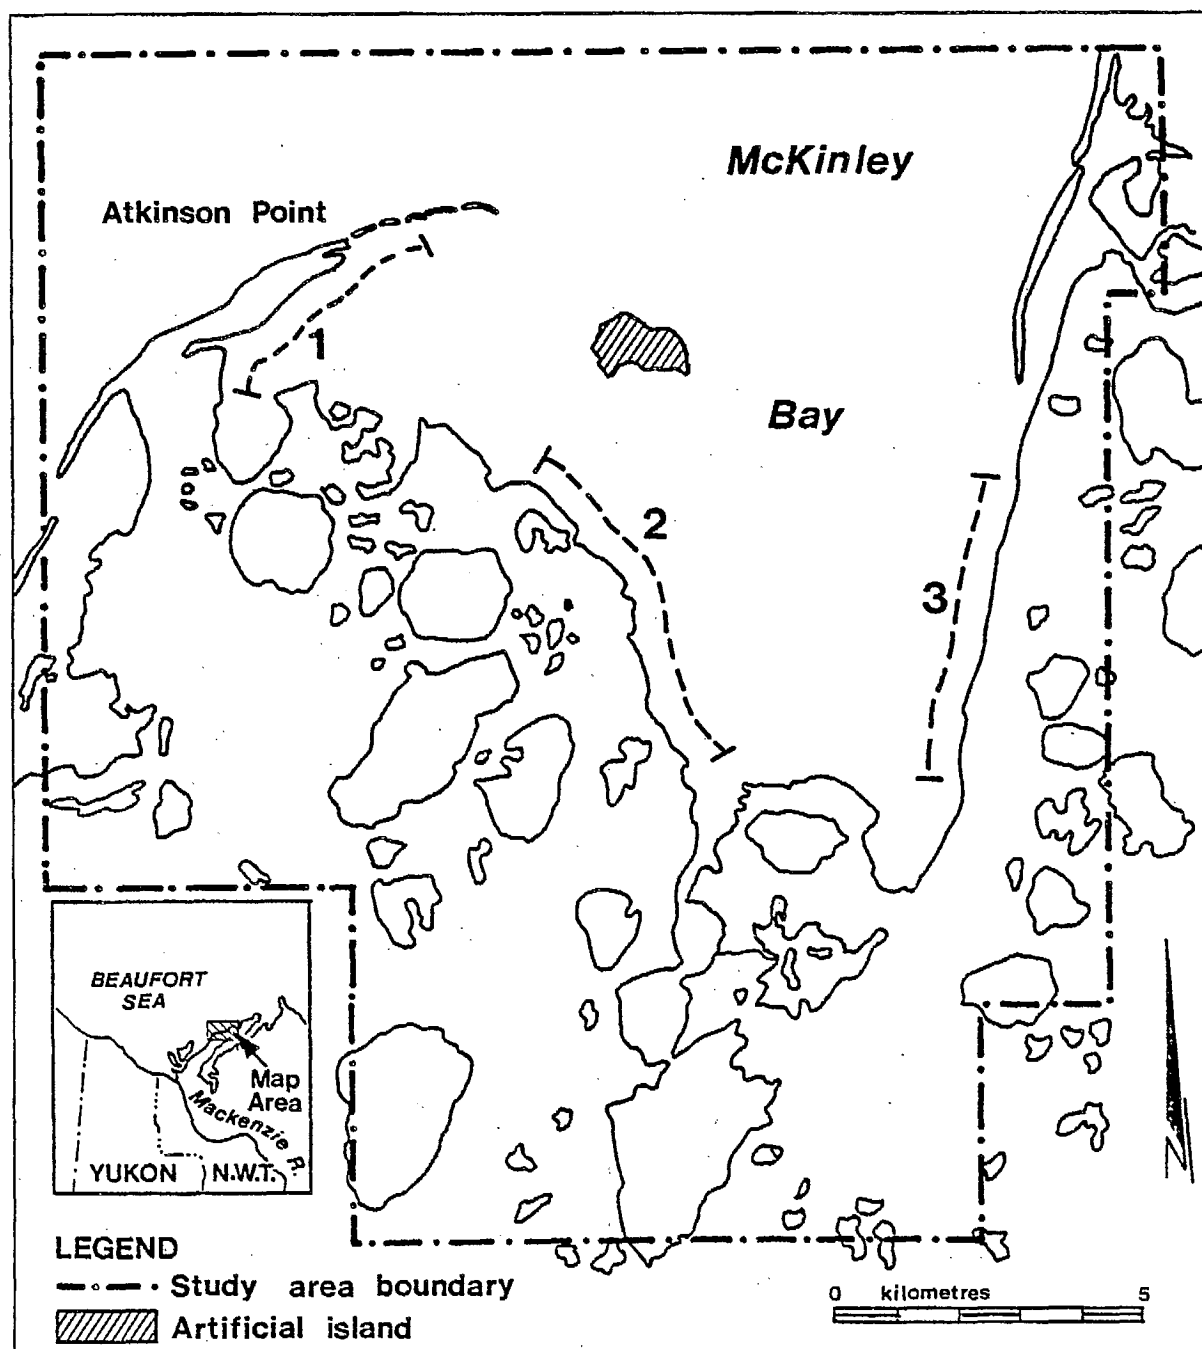 McKinley
Atkinson Point
1
Bay
2
3
BEAUFORT
SEA
Map
Area
Mackenzie R.
YUKON N.W.T.
N
LEGEND
Study area boundary
Artificial island
0 kilometres 5